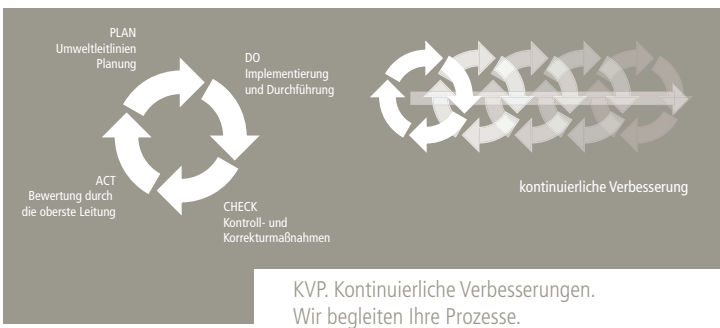 PLAN
Umweltleitlinien
Planung
DO
Implementierung
und Durchführung
ACT
Bewertung durch
die oberste Leitung
CHECK
Kontroll- und
Korrekturmaßnahmen
kontinuierliche Verbesserung
KVP. Kontinuierliche Verbesserungen.
Wir begleiten Ihre Prozesse.